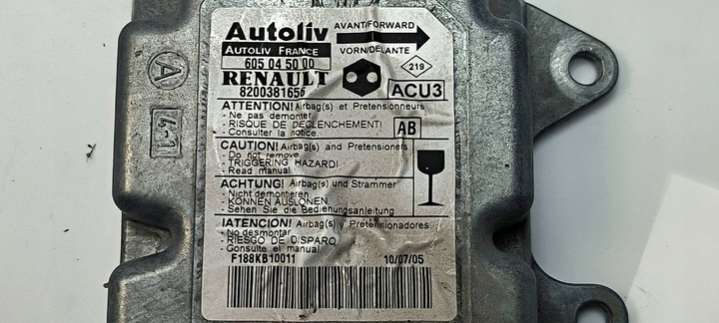 Autoliv
AVANT/FORWARD
AUTOLIV FRANCE
VORN/DELANTE
605 04 50 00
219
RENAULT
8200381656
ACU3
ATTENTION! Airbag(s) et Pretensionneurs
- Ne pas demonter
- RISQUE DE DECLENCHEMENT!
- Consulter la notice.
AB
CAUTION! Airbag(s) and Pretensioners
- Do not remove
- TRIGGERING HAZARD!
- Read manual
ACHTUNG! Airbag(s) und Strammer
- Nicht demontieren
- KONNEN AUSLOSEN
- Sehen Sie die Bedienungsanleitung
!ATENCION! Airbag(s) y Pretensionadores
- No desmontar
- RIESGO DE DISPARO
- Consulte el manual
F188KB10011
10/07/05
A